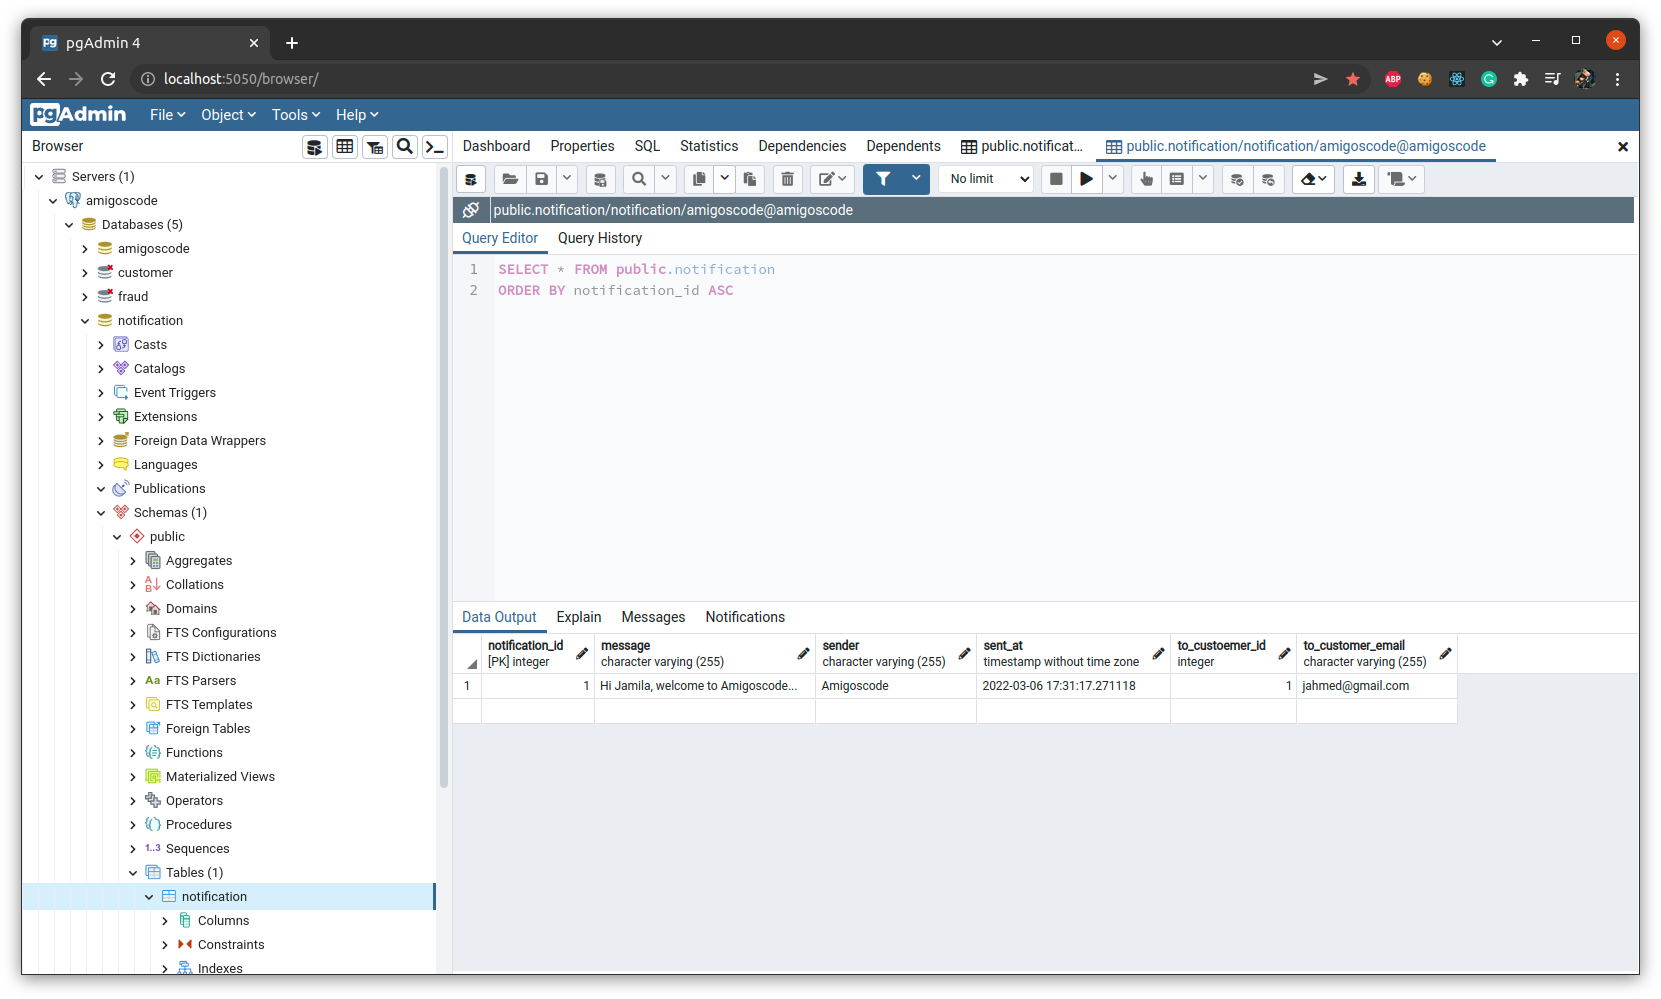 pgAdmin 4
localhost:5050/browser/
ABP
pgAdmin File Object Tools Help
Browser
Servers (1)
amigoscode
Databases (5)
amigoscode
customer
fraud
notification
Casts
Catalogs
Event Triggers
Extensions
Foreign Data Wrappers
Languages
Publications
Schemas (1)
public
Aggregates
Collations
Domains
FTS Configurations
FTS Dictionaries
Aa FTS Parsers
FTS Templates
Foreign Tables
Functions
Materialized Views
Operators
Procedures
1..3 Sequences
Tables (1)
notification
Columns
Constraints
Indexes
Dashboard Properties SQL Statistics Dependencies Dependents public.notificat... public.notification/notification/amigoscode@amigoscode
No limit
public.notification/notification/amigoscode@amigoscode
Query Editor Query History
1 SELECT * FROM public.notification
2 ORDER BY notification_id ASC
Data Output Explain Messages Notifications
notification_id message sender sent_at to_custoemer_id to_customer_email
[PK] integer character varying (255) character varying (255) timestamp without time zone integer character varying (255)
1 1 Hi Jamila, welcome to Amigoscode... Amigoscode 2022-03-06 17:31:17.271118 1 jahmed@gmail.com